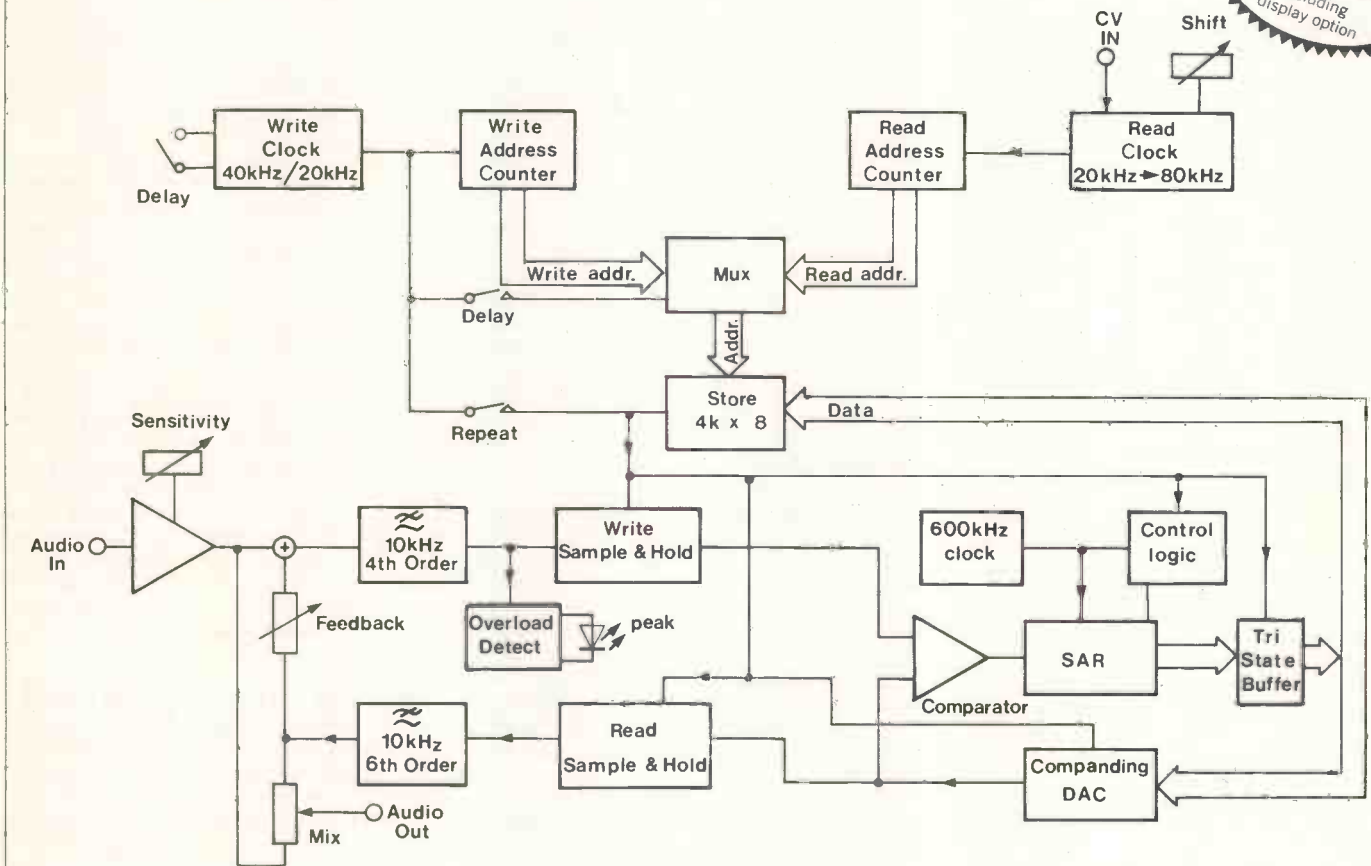 luding
display option
CV
IN
Shift
Write
Clock
40kHz/20kHz
Delay
Write
Address
Counter
Read
Address
Counter
Read
Clock
20kHz→80kHz
Write addr.
Mux
Read addr.
Delay
Addr.
Store
4k x 8
Data
Repeat
Sensitivity
Audio
In
+
10kHz
4th Order
Write
Sample & Hold
600kHz
clock
Control
logic
Feedback
Overload
Detect
peak
Comparator
SAR
Tri
State
Buffer
10kHz
6th Order
Read
Sample & Hold
Companding
DAC
Audio
Out
Mix